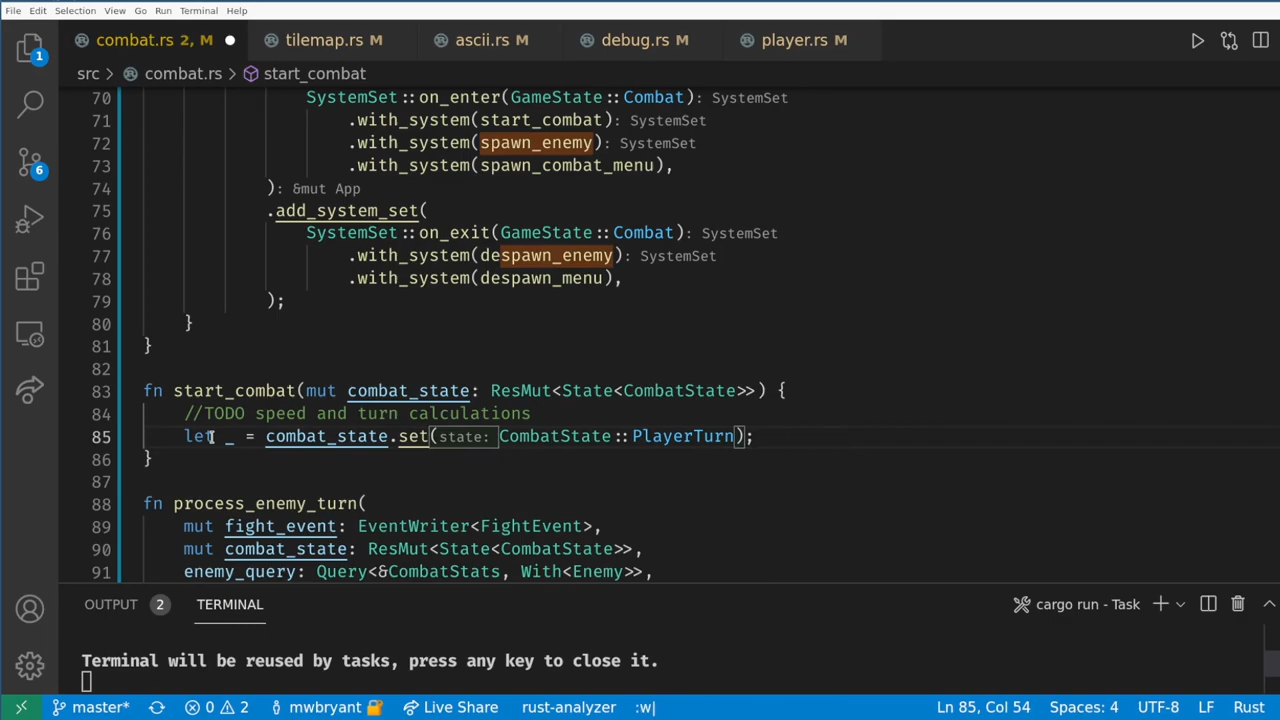 File Edit Selection View Go Run Terminal Help
combat.rs 2, M tilemap.rs M ascii.rs M debug.rs M player.rs M
src > combat.rs > start_combat
70 SystemSet::on_enter(GameState::Combat): SystemSet
71 .with_system(start_combat): SystemSet
72 .with_system(spawn_enemy): SystemSet
73 .with_system(spawn_combat_menu),
74 ): &mut App
75 .add_system_set(
76 SystemSet::on_exit(GameState::Combat): SystemSet
77 .with_system(despawn_enemy): SystemSet
78 .with_system(despawn_menu),
79 );
80 }
81 }
82
83 fn start_combat(mut combat_state: ResMut<State<CombatState>>) {
84 //TODO speed and turn calculations
85 let _ = combat_state.set(state: CombatState::PlayerTurn);
86 }
87
88 fn process_enemy_turn(
89 mut fight_event: EventWriter<FightEvent>,
90 mut combat_state: ResMut<State<CombatState>>,
91 enemy_query: Query<&CombatStats, With<Enemy>>,
1
6
OUTPUT 2 TERMINAL cargo run - Task
Terminal will be reused by tasks, press any key to close it.
master* 0 2 mwbryant Live Share rust-analyzer :w| Ln 85, Col 54 Spaces: 4 UTF-8 LF Rust